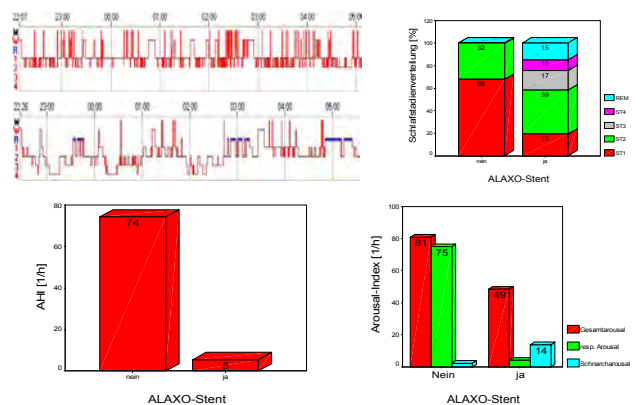 22:17 23:00 00:00 01:00 02:00 03:00 04:00 05:00
M
W
R
1
2
3
4
22:25 23:00 00:00 01:00 02:00 03:00 04:00 05:00
M
W
R
1
2
3
4
Schlafstadienverteilung [%]
100
80
60
40
20
0
32
68
15
10
17
39
19
nein ja
ALAXO-Stent
REM
ST4
ST3
ST2
ST1
AHI [1/h]
80
60
40
20
0
74
5
nein ja
ALAXO-Stent
Arousal-Index [1/h]
100
80
60
40
20
0
81
75
49
14
Nein ja
ALAXO-Stent
Gesamtarousal
resp. Arousal
Schnarcharousal